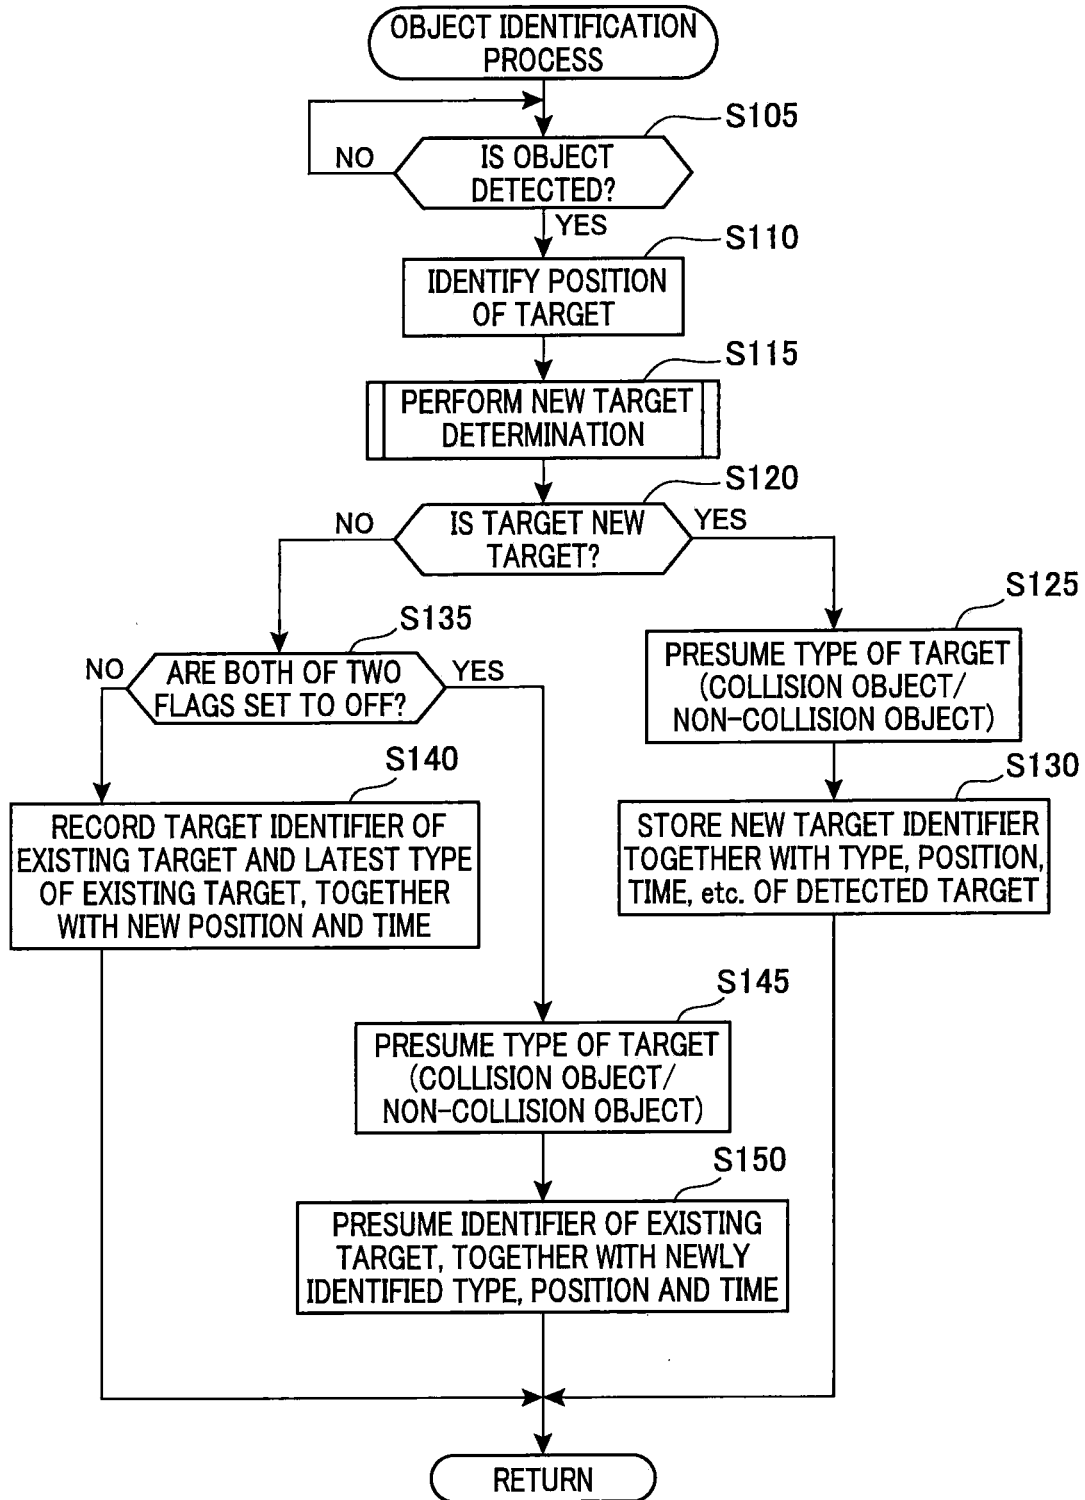 OBJECT IDENTIFICATION
PROCESS
S105
NO
IS OBJECT
DETECTED?
YES
S110
IDENTIFY POSITION
OF TARGET
S115
PERFORM NEW TARGET
DETERMINATION
S120
NO
IS TARGET NEW
TARGET?
YES
S125
PRESUME TYPE OF TARGET
(COLLISION OBJECT/
NON-COLLISION OBJECT)
S130
STORE NEW TARGET IDENTIFIER
TOGETHER WITH TYPE, POSITION,
TIME, etc. OF DETECTED TARGET
S135
NO
ARE BOTH OF TWO
FLAGS SET TO OFF?
YES
S140
RECORD TARGET IDENTIFIER OF
EXISTING TARGET AND LATEST TYPE
OF EXISTING TARGET, TOGETHER
WITH NEW POSITION AND TIME
S145
PRESUME TYPE OF TARGET
(COLLISION OBJECT/
NON-COLLISION OBJECT)
S150
PRESUME IDENTIFIER OF EXISTING
TARGET, TOGETHER WITH NEWLY
IDENTIFIED TYPE, POSITION AND TIME
RETURN